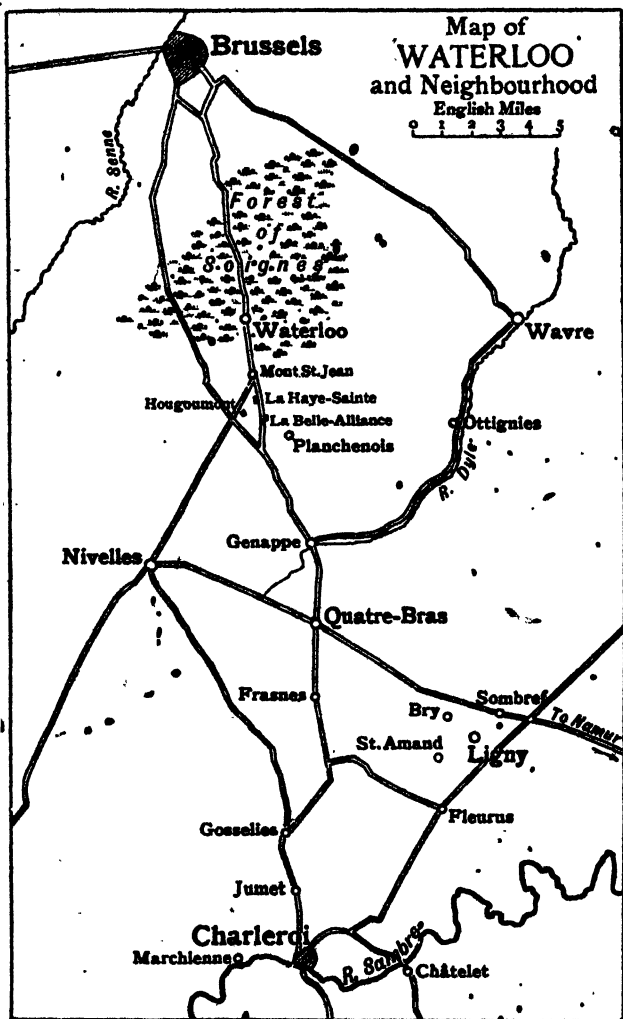 Map of
WATERLOO
and Neighbourhood
English Miles
0 1 2 3 4 5
Brussels
R. Senne
Forest
of
Soignes
Waterloo
Wavre
Mont St. Jean
La Haye-Sainte
Hougoumont
La Belle-Alliance
Planchenois
Ottignies
R. Dyle
Genappe
Nivelles
Quatre-Bras
Frasnes
Sombref
Bry
To Namur
St. Amand
Ligny
Fleurus
Gosselies
Jumet
Charleroi
Marchienne
R. Sambre
Châtelet